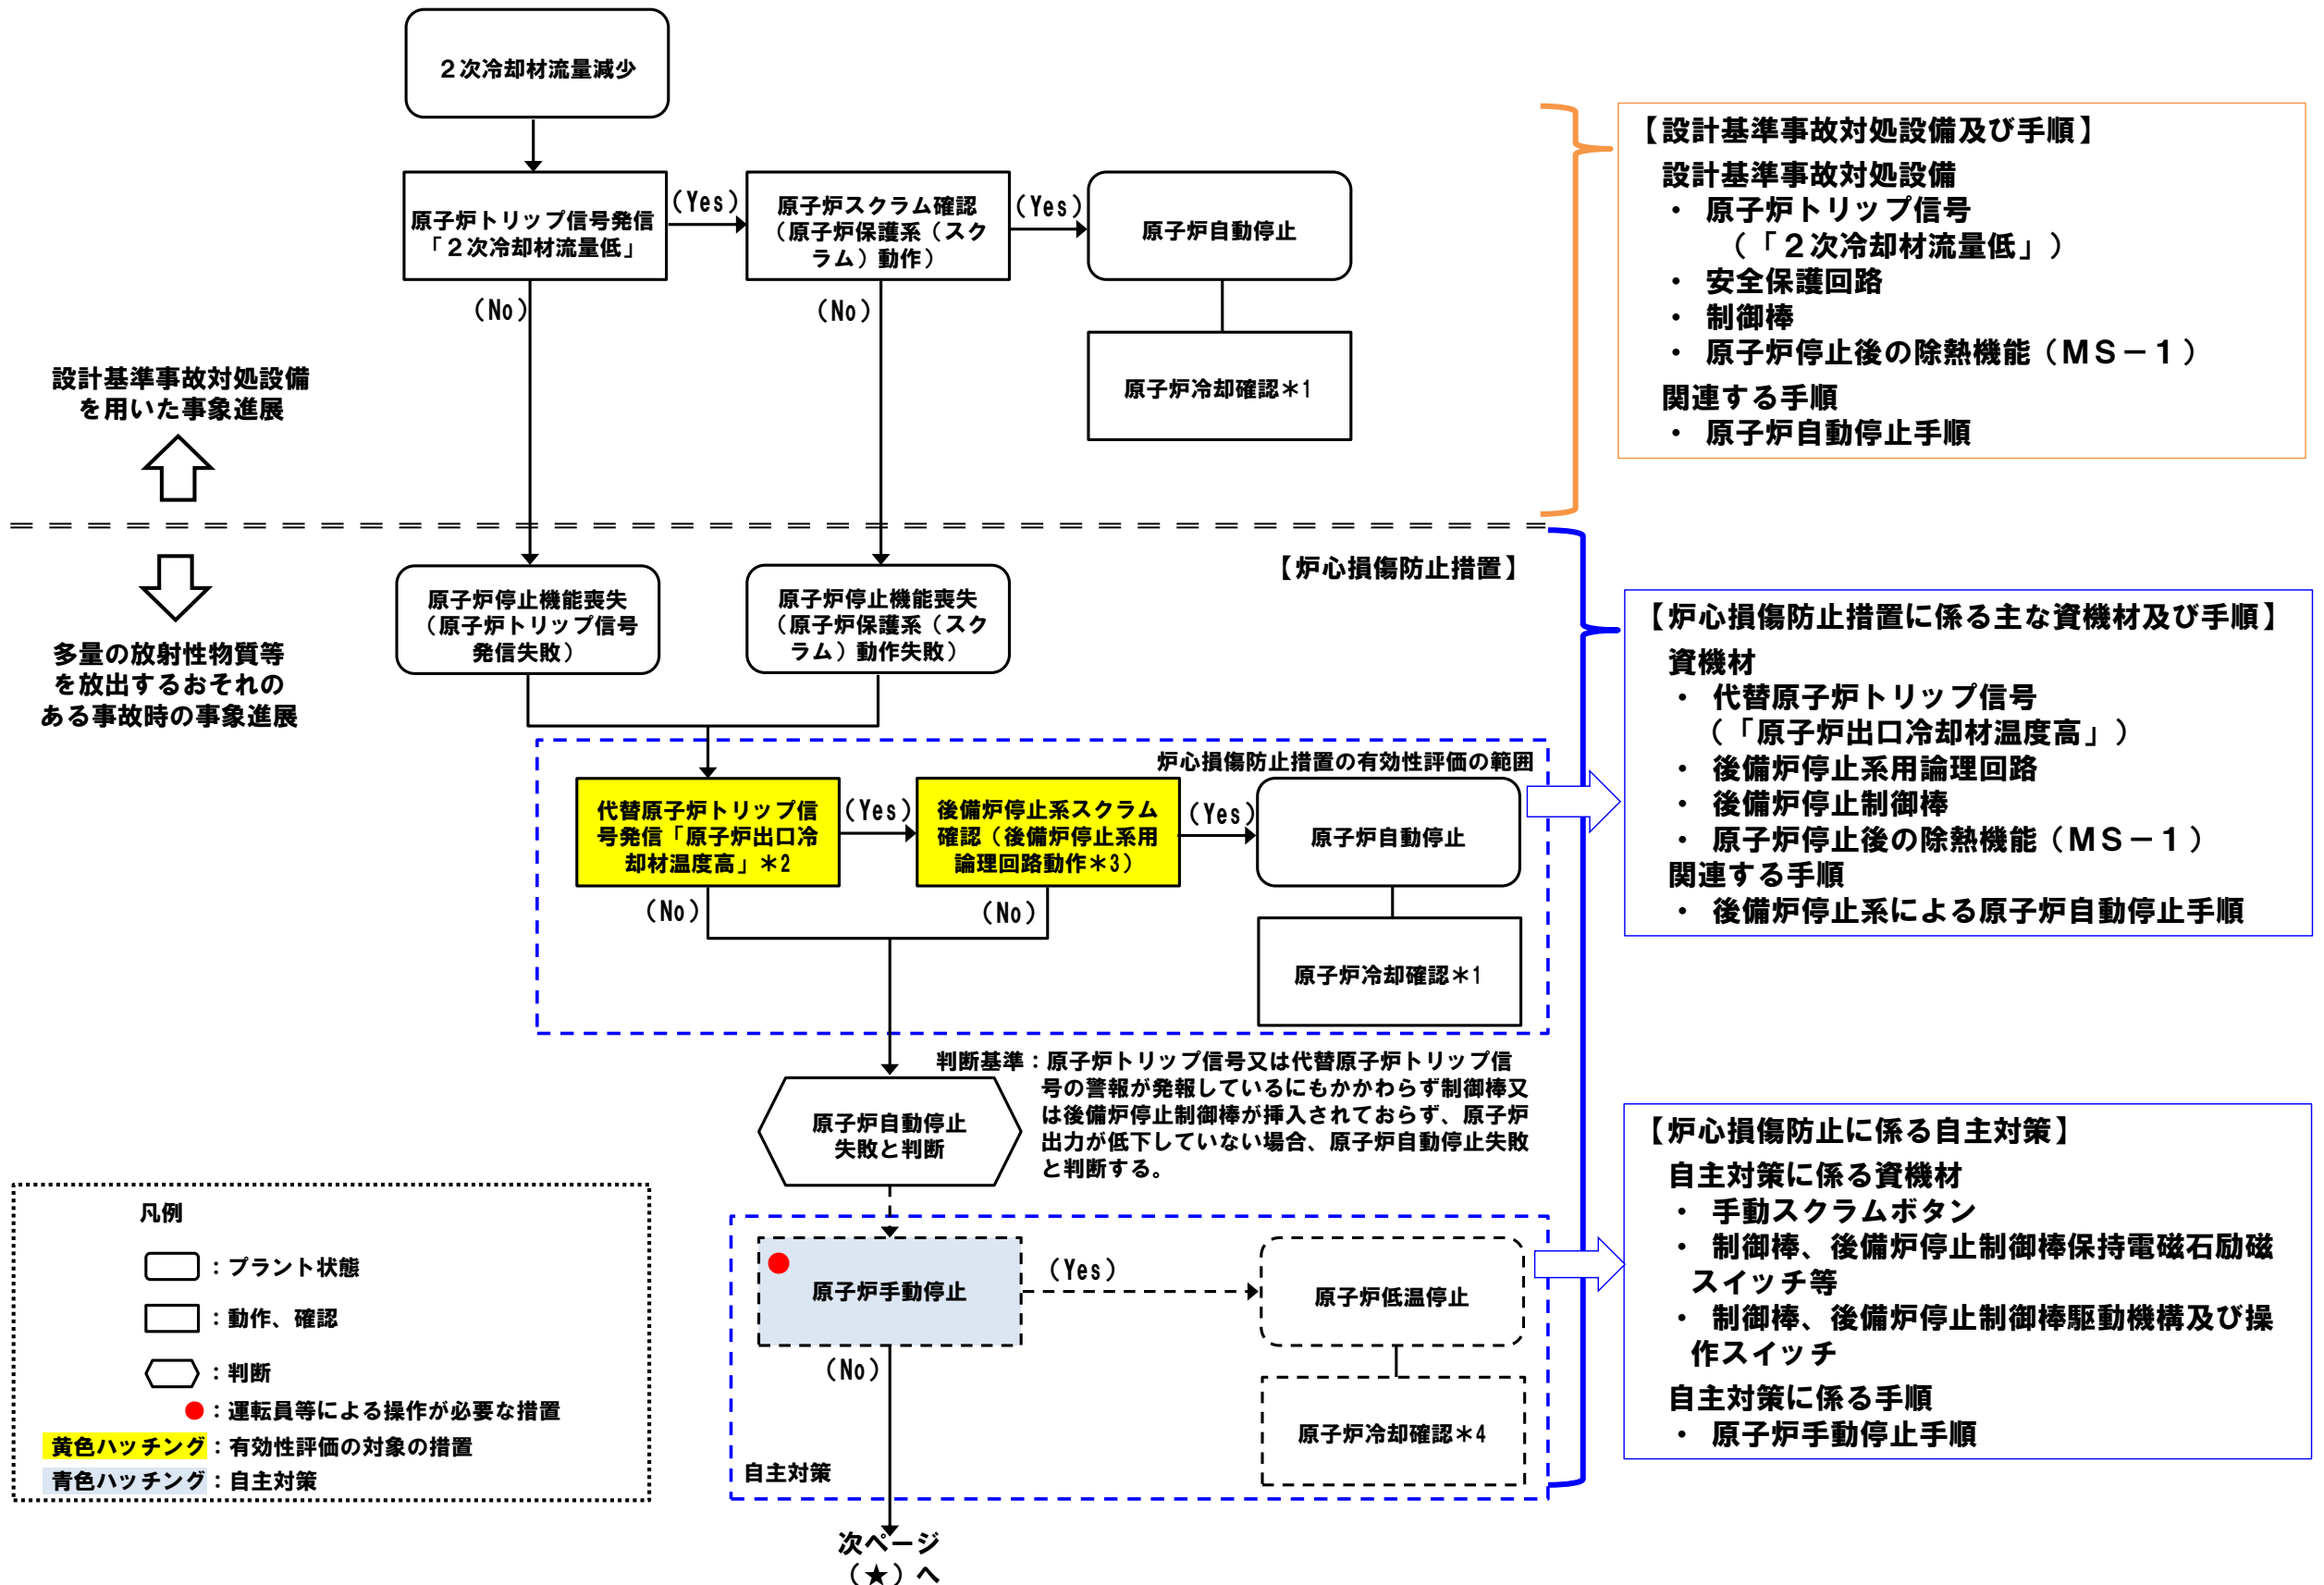 ２次冷却材流量減少
原子炉トリップ信号発信
「２次冷却材流量低」
（Yes）
原子炉スクラム確認
（原子炉保護系（スク
ラム）動作）
（Yes）
原子炉自動停止
（No）
（No）
原子炉冷却確認＊1
設計基準事故対処設備
を用いた事象進展
【設計基準事故対処設備及び手順】
設計基準事故対処設備
・ 原子炉トリップ信号
（「２次冷却材流量低」）
・ 安全保護回路
・ 制御棒
・ 原子炉停止後の除熱機能（ＭＳ－１）
関連する手順
・ 原子炉自動停止手順
多量の放射性物質等
を放出するおそれの
ある事故時の事象進展
【炉心損傷防止措置】
原子炉停止機能喪失
（原子炉トリップ信号
発信失敗）
原子炉停止機能喪失
（原子炉保護系（スク
ラム）動作失敗）
炉心損傷防止措置の有効性評価の範囲
代替原子炉トリップ信
号発信「原子炉出口冷
却材温度高」＊2
（Yes）
後備炉停止系スクラム
確認（後備炉停止系用
論理回路動作＊3）
（Yes）
原子炉自動停止
（No）
（No）
原子炉冷却確認＊1
【炉心損傷防止措置に係る主な資機材及び手順】
資機材
・ 代替原子炉トリップ信号
（「原子炉出口冷却材温度高」）
・ 後備炉停止系用論理回路
・ 後備炉停止制御棒
・ 原子炉停止後の除熱機能（ＭＳ－１）
関連する手順
・ 後備炉停止系による原子炉自動停止手順
判断基準：原子炉トリップ信号又は代替原子炉トリップ信
号の警報が発報しているにもかかわらず制御棒又
は後備炉停止制御棒が挿入されておらず、原子炉
出力が低下していない場合、原子炉自動停止失敗
と判断する。
原子炉自動停止
失敗と判断
原子炉手動停止
（Yes）
原子炉低温停止
（No）
原子炉冷却確認＊4
自主対策
次ページ
（★）へ
【炉心損傷防止に係る自主対策】
自主対策に係る資機材
・ 手動スクラムボタン
・ 制御棒、後備炉停止制御棒保持電磁石励磁
スイッチ等
・ 制御棒、後備炉停止制御棒駆動機構及び操
作スイッチ
自主対策に係る手順
・ 原子炉手動停止手順
凡例
：プラント状態
：動作、確認
：判断
：運転員等による操作が必要な措置
黄色ハッチング：有効性評価の対象の措置
青色ハッチング：自主対策